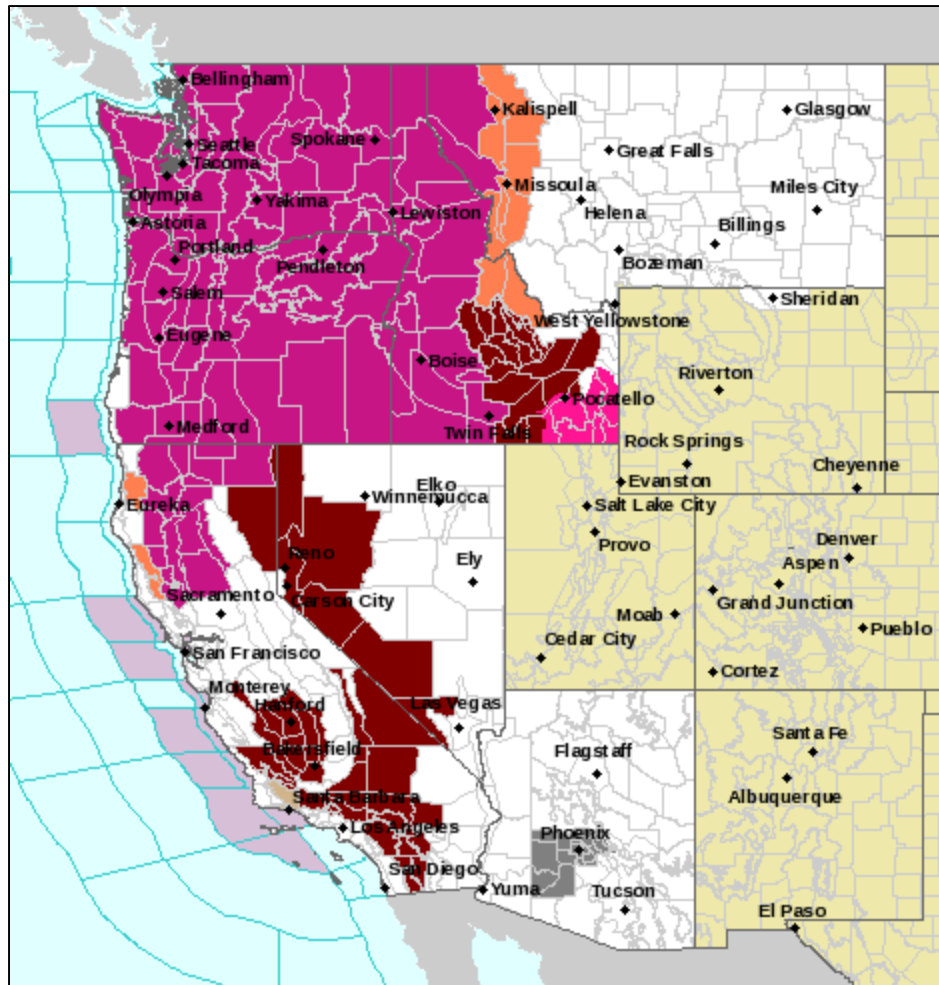 Bellingham
Kalispell
Glasgow
Spokane
Seattle
Great Falls
Tacoma
Missoula
Miles City
Olympia
Yakima
Lewiston
Helena
Astoria
Billings
Portland
Bozeman
Pendleton
Salem
Sheridan
West Yellowstone
Eugene
Boise
Riverton
Pocatello
Medford
Twin Falls
Rock Springs
Cheyenne
Evanston
Elko
Winnemucca
Eureka
Salt Lake City
Provo
Denver
Reno
Ely
Aspen
Sacramento
Carson City
Grand Junction
Moab
Pueblo
Cedar City
San Francisco
Cortez
Monterey
Hanford
Las Vegas
Santa Fe
Bakersfield
Flagstaff
Santa Barbara
Albuquerque
Los Angeles
Phoenix
San Diego
Yuma
Tucson
El Paso